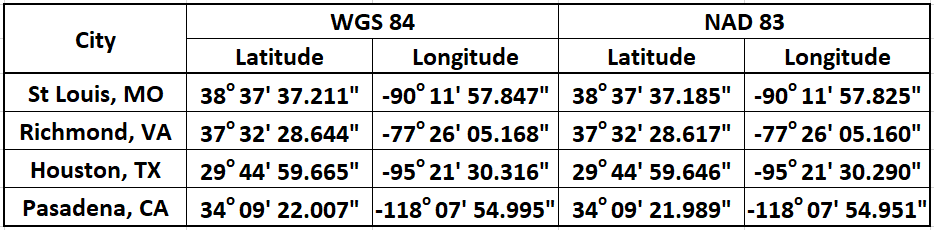 City WGS 84 NAD 83
Latitude Longitude Latitude Longitude
St Louis, MO 38° 37' 37.211" -90° 11' 57.847" 38° 37' 37.185" -90° 11' 57.825"
Richmond, VA 37° 32' 28.644" -77° 26' 05.168" 37° 32' 28.617" -77° 26' 05.160"
Houston, TX 29° 44' 59.665" -95° 21' 30.316" 29° 44' 59.646" -95° 21' 30.290"
Pasadena, CA 34° 09' 22.007" -118° 07' 54.995" 34° 09' 21.989" -118° 07' 54.951"